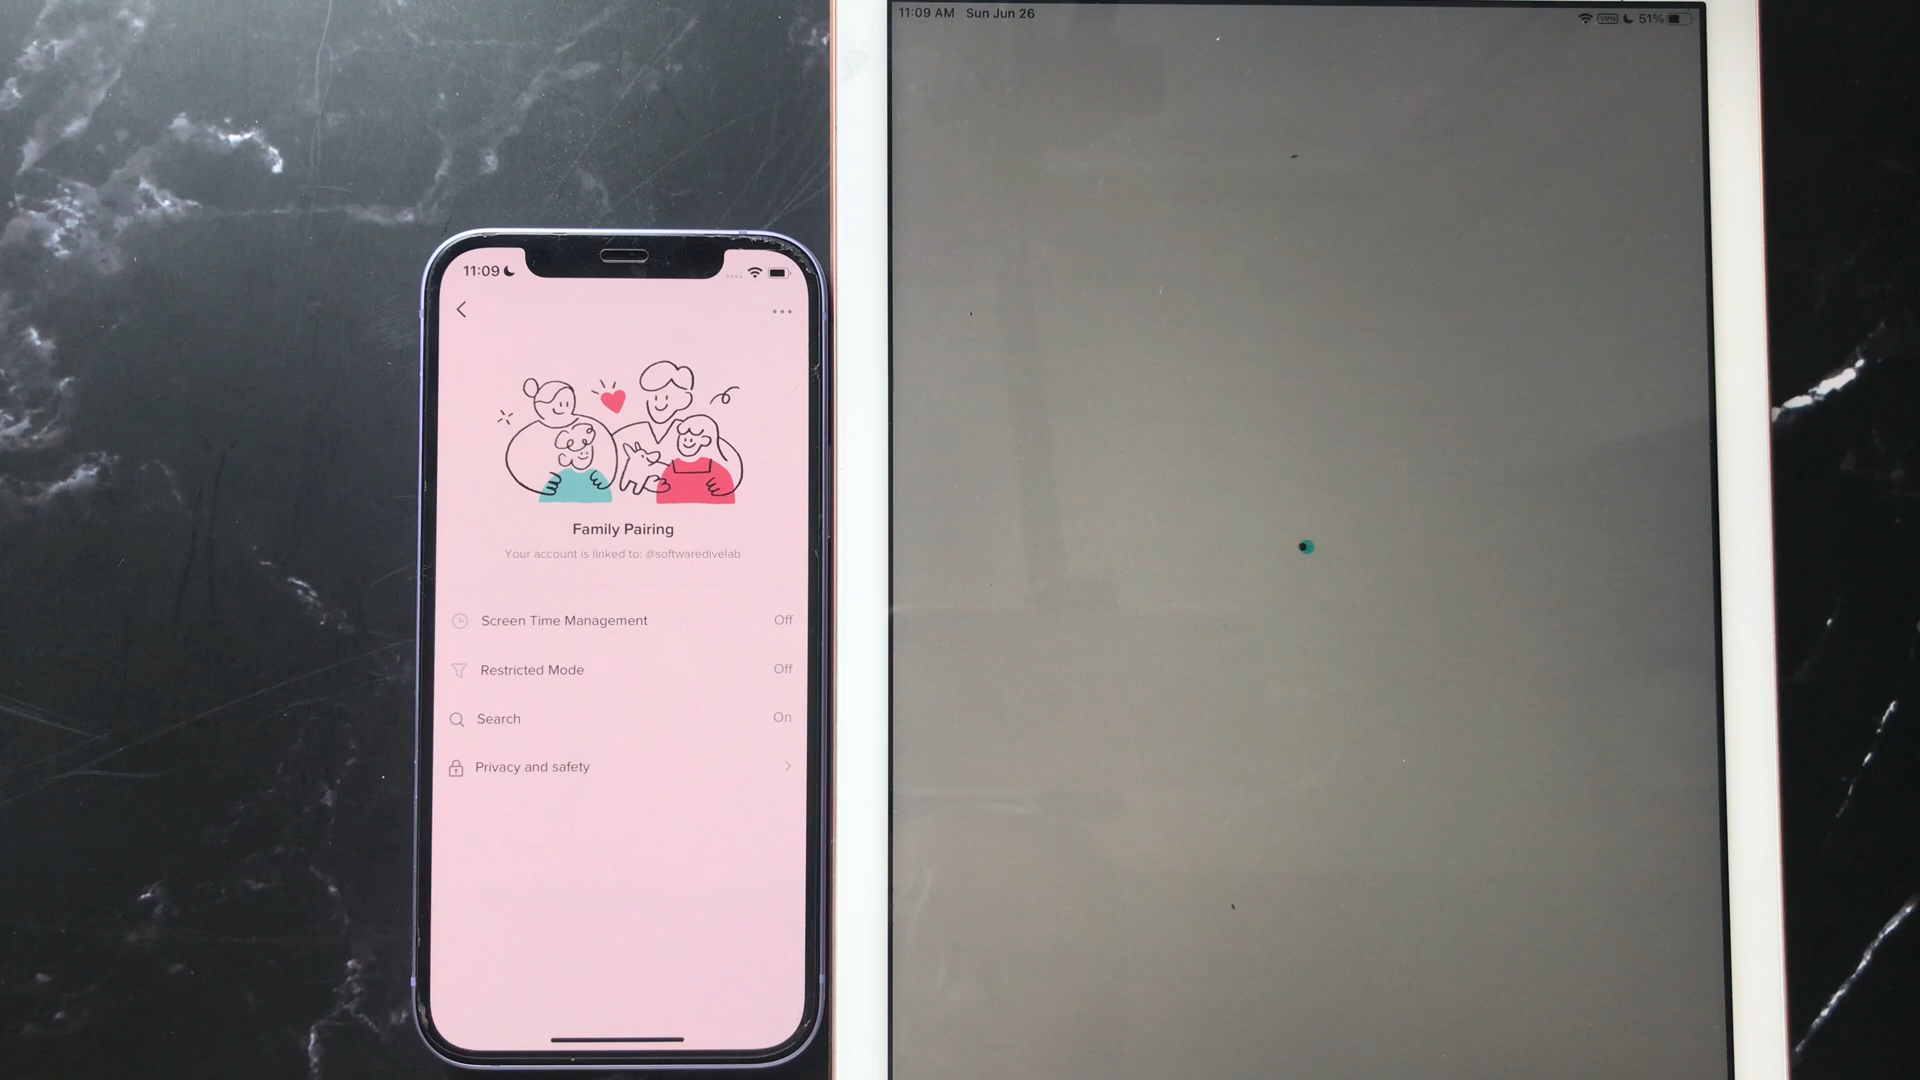 11:09 AM Sun Jun 26
VPN 51%
11:09
Family Pairing
Your account is linked to: @softwaredivelab
Screen Time Management Off
Restricted Mode Off
Search On
Privacy and safety